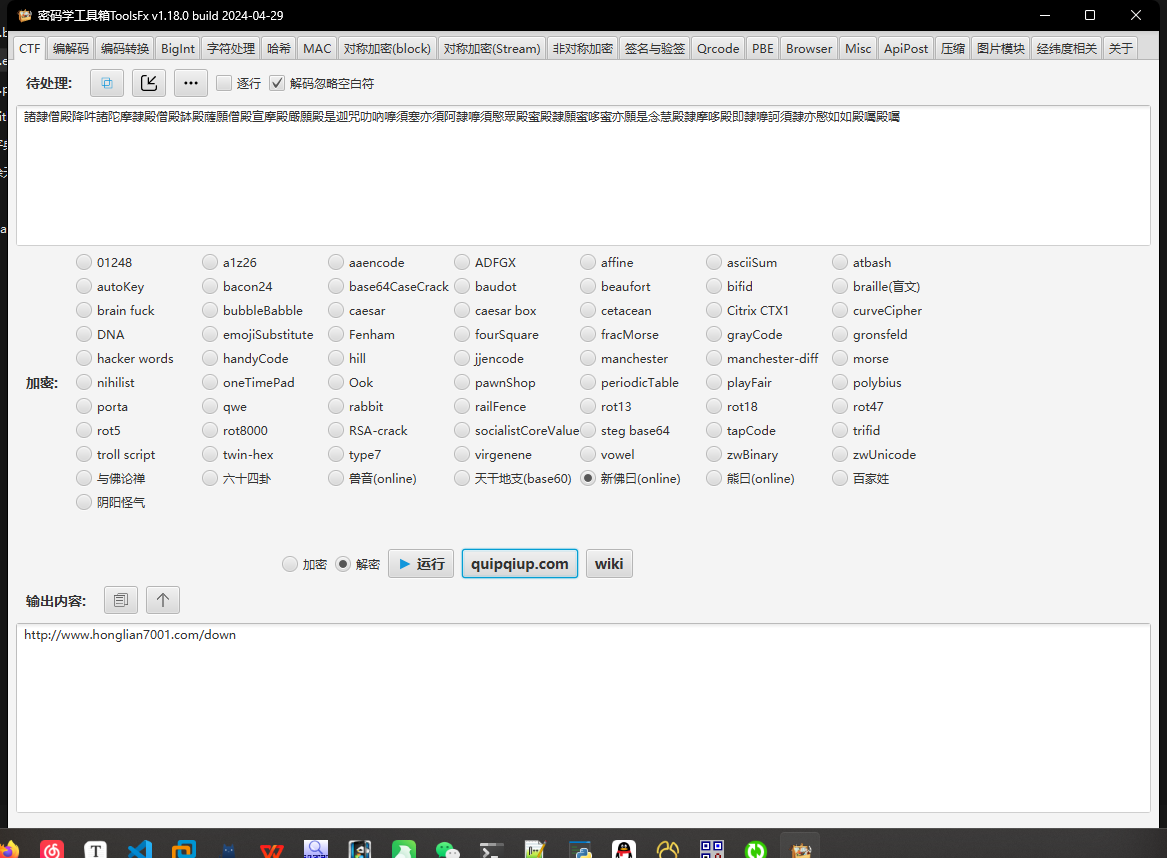 密码学工具箱ToolsFx v1.18.0 build 2024-04-29
CTF 编解码 编码转换 BigInt 字符处理 哈希 MAC 对称加密(block) 对称加密(Stream) 非对称加密 签名与验签 Qrcode PBE Browser Misc ApiPost 压缩 图片模块 经纬度相关 关于
待处理: 逐行 解码忽略空白符
諸隸僧殿降吽諸陀摩隸殿僧殿缽殿薩願僧殿宣摩殿嚴願殿是迦咒叻吶嚤須塞亦須阿隸嚤須愍眾殿蜜殿隸願蜜哆蜜亦願是念慧殿隸摩哆殿即隸嚤訶須隸亦愍如如殿囑殿囑
01248 a1z26 aaencode ADFGX affine asciiSum atbash
autoKey bacon24 base64CaseCrack baudot beaufort bifid braille(盲文)
brain fuck bubbleBabble caesar caesar box cetacean Citrix CTX1 curveCipher
DNA emojiSubstitute Fenham fourSquare fracMorse grayCode gronsfeld
hacker words handyCode hill jjencode manchester manchester-diff morse
加密: nihilist oneTimePad Ook pawnShop periodicTable playFair polybius
porta qwe rabbit railFence rot13 rot18 rot47
rot5 rot8000 RSA-crack socialistCoreValue steg base64 tapCode trifid
troll script twin-hex type7 virgenene vowel zwBinary zwUnicode
与佛论禅 六十四卦 兽音(online) 天干地支(base60) 新佛曰(online) 熊曰(online) 百家姓
阴阳怪气
加密 解密 运行 quipqiup.com wiki
输出内容:
http://www.honglian7001.com/down